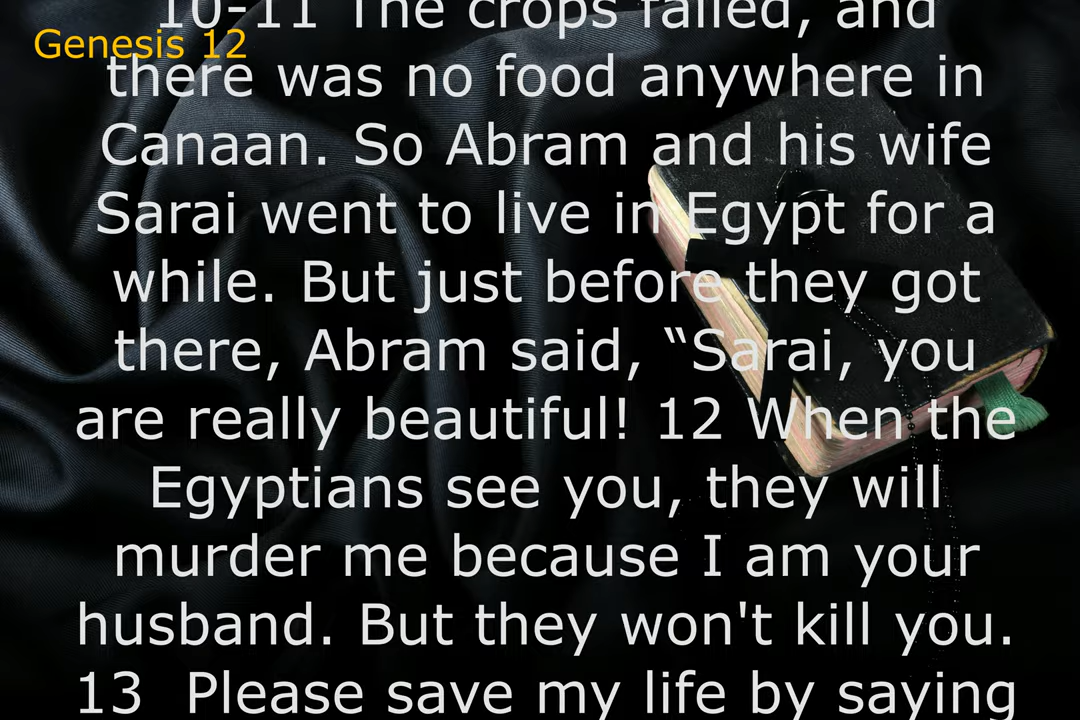 10-11 The crops failed, and
Genesis 12
there was no food anywhere in
Canaan. So Abram and his wife
Sarai went to live in Egypt for a
while. But just before they got
there, Abram said, “Sarai, you
are really beautiful! 12 When the
Egyptians see you, they will
murder me because I am your
husband. But they won't kill you.
13  Please save my life by saying